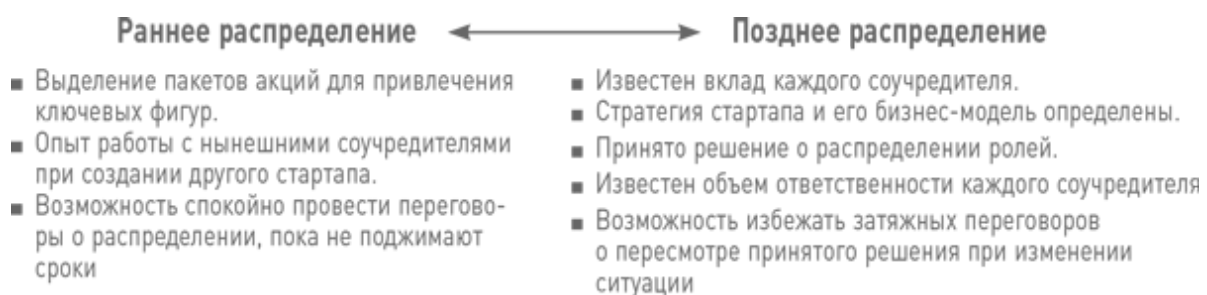 Раннее распределение
Позднее распределение
■ Выделение пакетов акций для привлечения
ключевых фигур.
■ Опыт работы с нынешними соучредителями
при создании другого стартапа.
■ Возможность спокойно провести перегово-
ры о распределении, пока не поджимают
сроки
■ Известен вклад каждого соучредителя.
■ Стратегия стартапа и его бизнес-модель определены.
■ Принято решение о распределении ролей.
■ Известен объем ответственности каждого соучредителя
■ Возможность избежать затяжных переговоров
о пересмотре принятого решения при изменении
ситуации